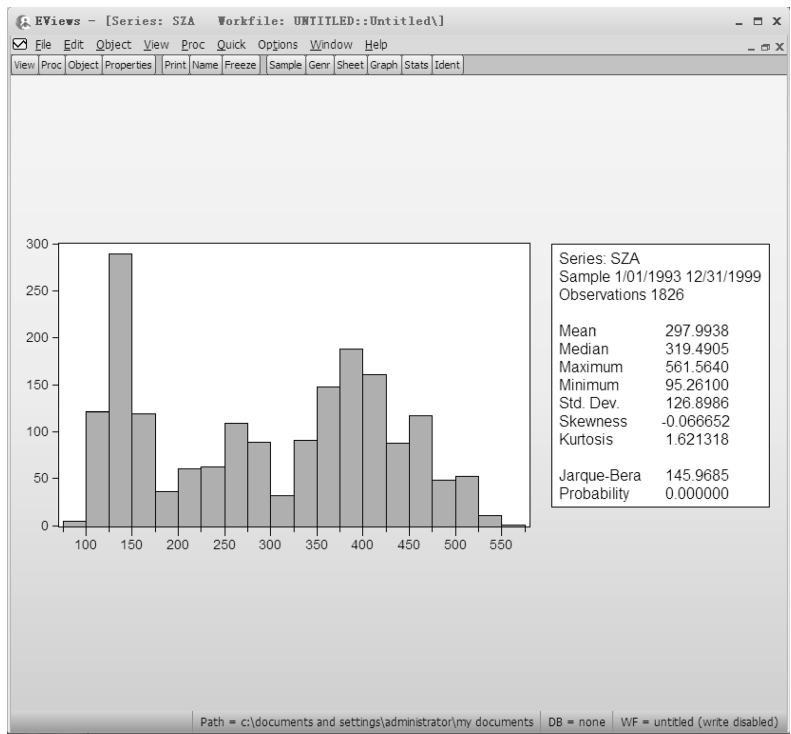 EViews - [Series: SZA Workfile: UNTITLED::Untitled\]
File Edit Object View Proc Quick Options Window Help
View Proc Object Properties Print Name Freeze Sample Genr Sheet Graph Stats Ident
300
250
200
150
100
50
0
100 150 200 250 300 350 400 450 500 550
Series: SZA
Sample 1/01/1993 12/31/1999
Observations 1826
Mean 297.9938
Median 319.4905
Maximum 561.5640
Minimum 95.26100
Std. Dev. 126.8986
Skewness -0.066652
Kurtosis 1.621318
Jarque-Bera 145.9685
Probability 0.000000
Path = c:\documents and settings\administrator\my documents DB = none WF = untitled (write disabled)